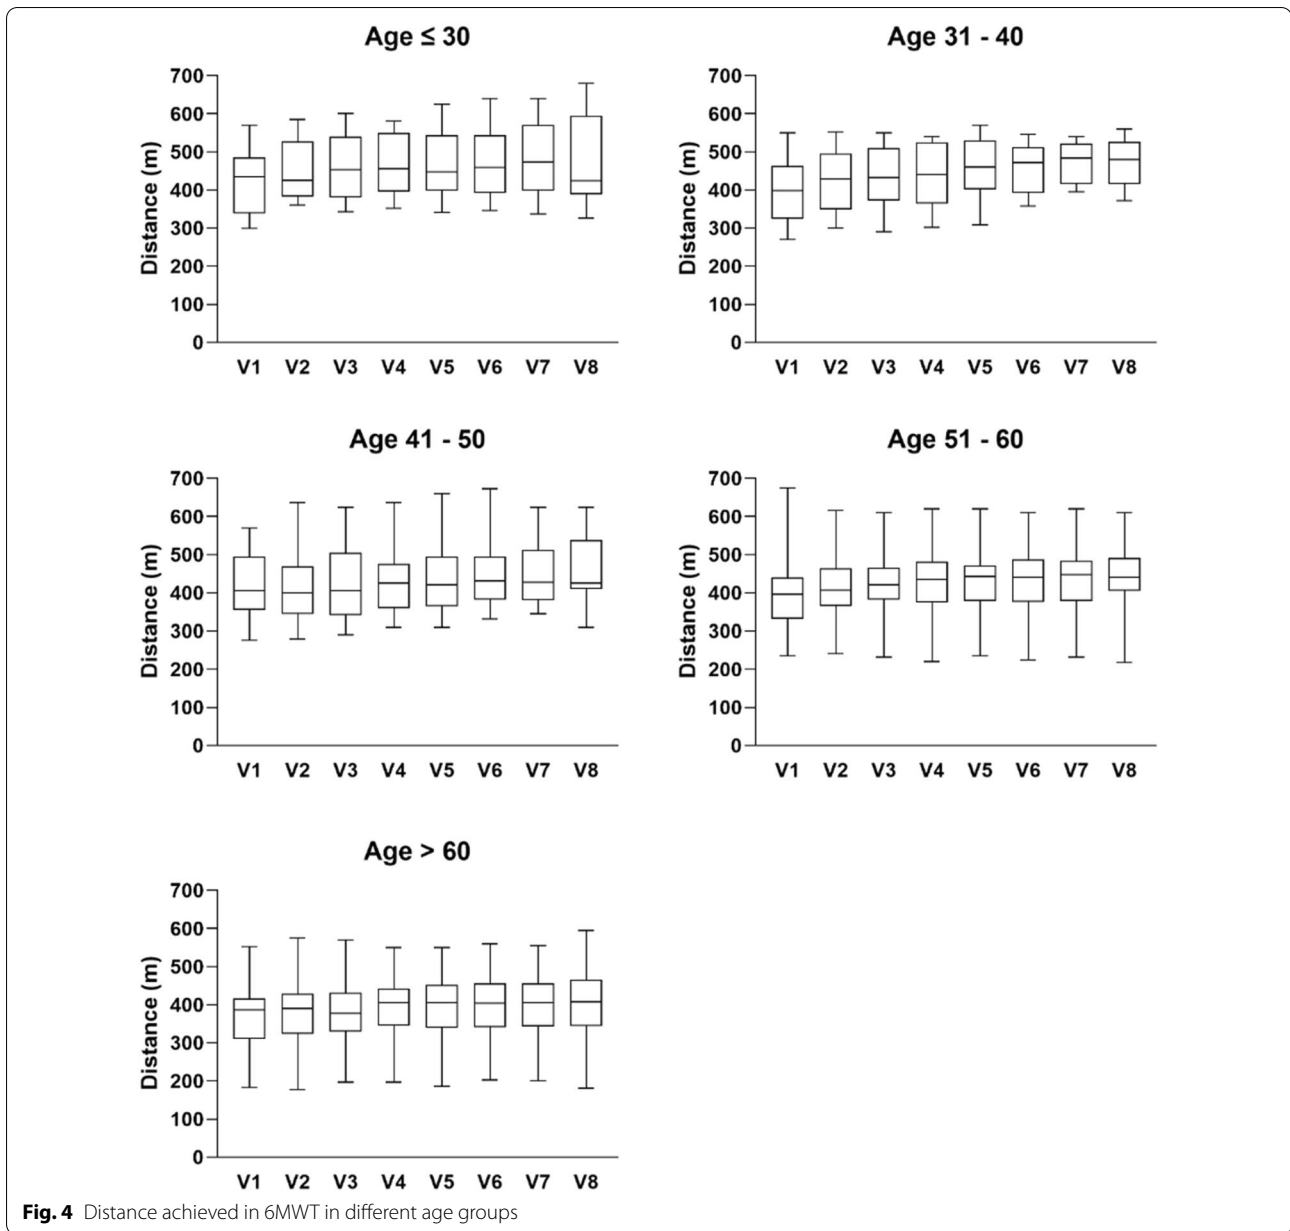 Age ≤ 30
Distance (m)
700
600
500
400
300
200
100
0
V1 V2 V3 V4 V5 V6 V7 V8
Age 31 - 40
Distance (m)
700
600
500
400
300
200
100
0
V1 V2 V3 V4 V5 V6 V7 V8
Age 41 - 50
Distance (m)
700
600
500
400
300
200
100
0
V1 V2 V3 V4 V5 V6 V7 V8
Age 51 - 60
Distance (m)
700
600
500
400
300
200
100
0
V1 V2 V3 V4 V5 V6 V7 V8
Age > 60
Distance (m)
700
600
500
400
300
200
100
0
V1 V2 V3 V4 V5 V6 V7 V8
Fig. 4 Distance achieved in 6MWT in different age groups